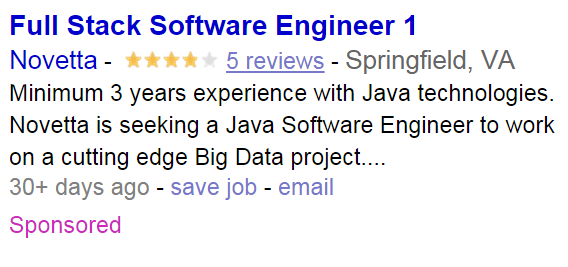 Full Stack Software Engineer 1
Novetta - 5 reviews - Springfield, VA
Minimum 3 years experience with Java technologies.
Novetta is seeking a Java Software Engineer to work
on a cutting edge Big Data project....
30+ days ago - save job - email
Sponsored